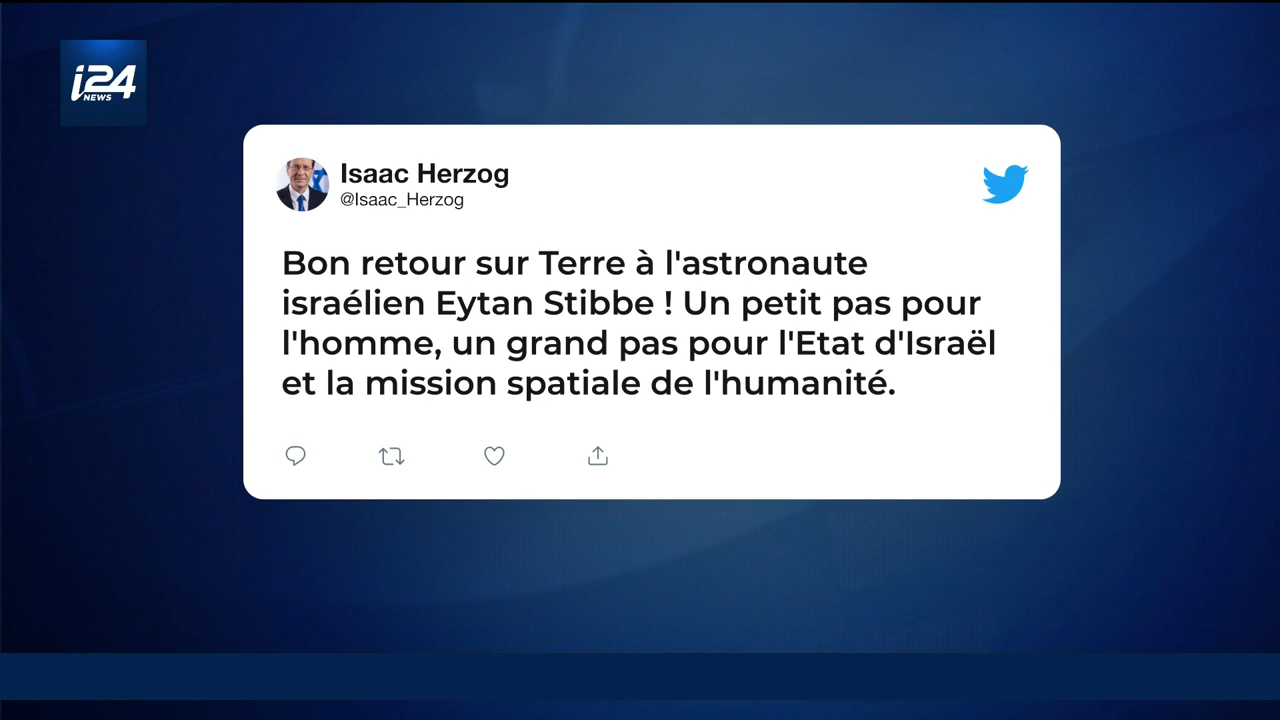 i24
NEWS
Isaac Herzog
@Isaac_Herzog
Bon retour sur Terre à l'astronaute
israélien Eytan Stibbe ! Un petit pas pour
l'homme, un grand pas pour l'Etat d'Israël
et la mission spatiale de l'humanité.